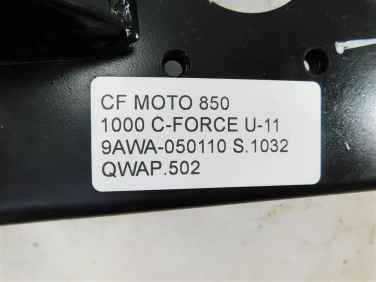 CF MOTO 850
1000 C-FORCE U-11
9AWA-050110 S.1032
QWAP.502